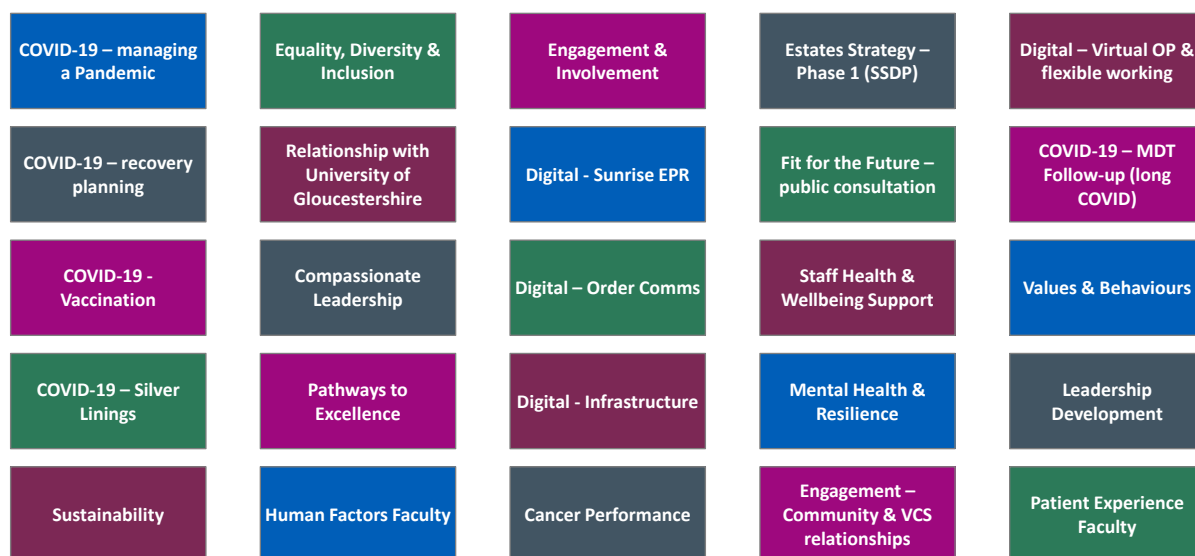 COVID-19 – managing
a Pandemic
Equality, Diversity &
Inclusion
Engagement &
Involvement
Estates Strategy –
Phase 1 (SSDP)
Digital – Virtual OP &
flexible working
COVID-19 – recovery
planning
Relationship with
University of
Gloucestershire
Digital - Sunrise EPR
Fit for the Future –
public consultation
COVID-19 – MDT
Follow-up (long
COVID)
COVID-19 -
Vaccination
Compassionate
Leadership
Digital – Order Comms
Staff Health &
Wellbeing Support
Values & Behaviours
COVID-19 – Silver
Linings
Pathways to
Excellence
Digital - Infrastructure
Mental Health &
Resilience
Leadership
Development
Sustainability
Human Factors Faculty
Cancer Performance
Engagement –
Community & VCS
relationships
Patient Experience
Faculty